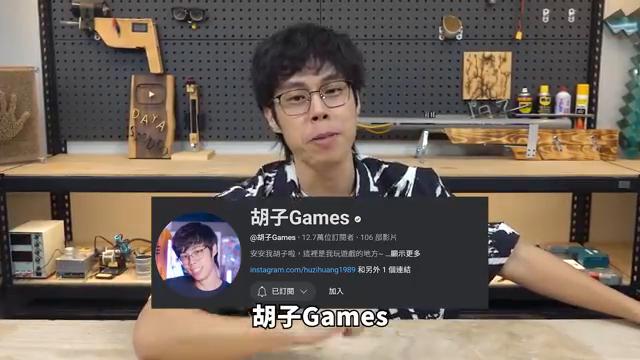 DAYA
STUDIO
胡子Games
@胡子Games · 12.7萬位訂閱者 · 106 部影片
安安我胡子啦，這裡是我玩遊戲的地方~ ...顯示更多
instagram.com/huzihuang1989 和另外 1 個連結
已訂閱
加入
胡子Games